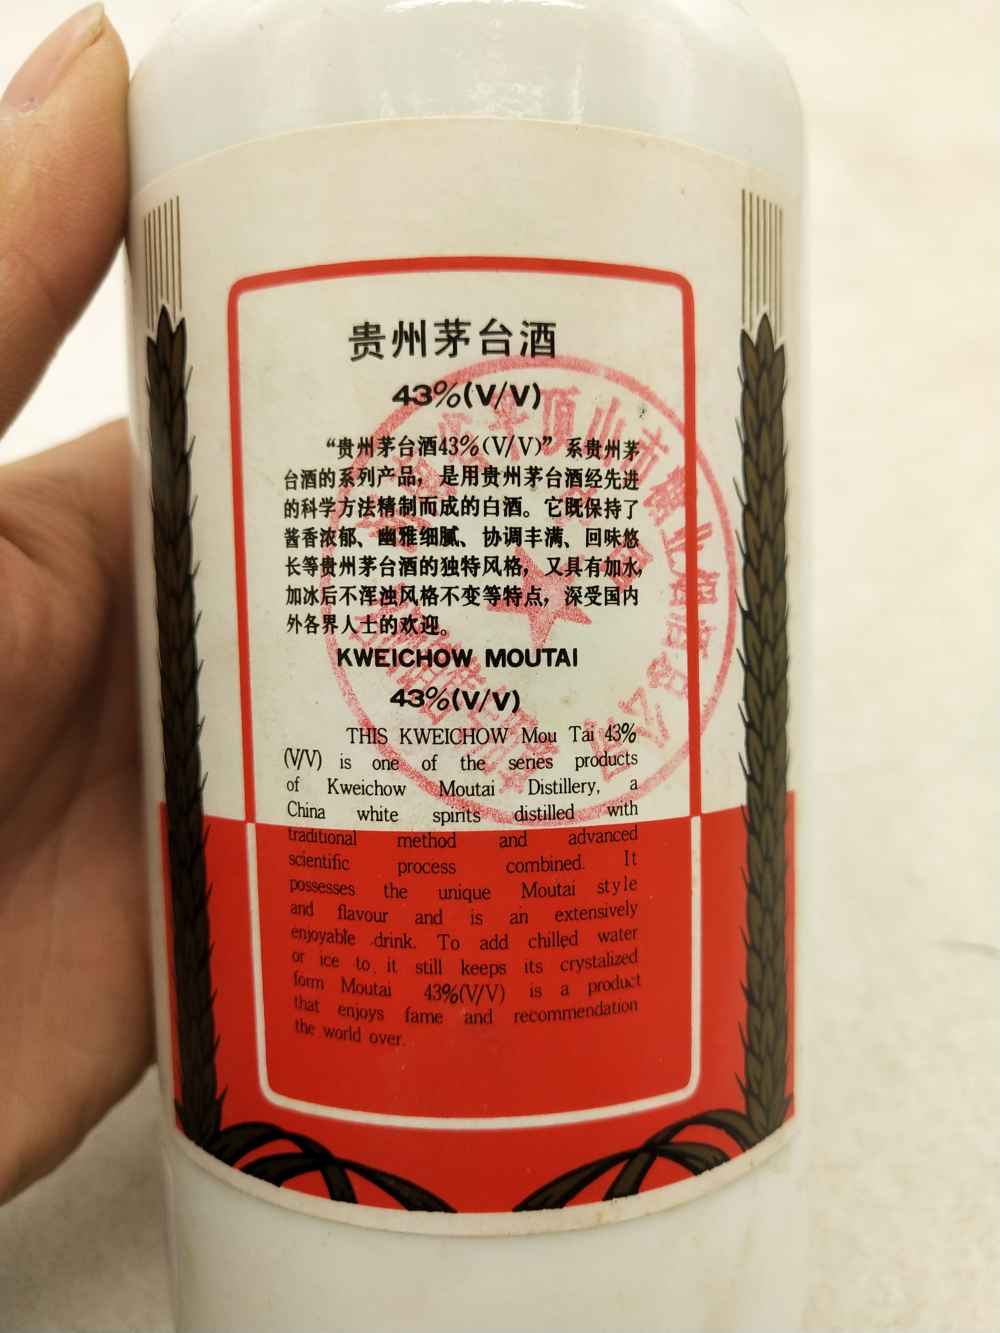 贵州茅台酒
43%(V/V)
“贵州茅台酒43%(V/V)”系贵州茅
台酒的系列产品，是用贵州茅台酒经先进
的科学方法精制而成的白酒。它既保持了
酱香浓郁、幽雅细腻、协调丰满、回味悠
长等贵州茅台酒的独特风格，又具有加水，
加冰后不浑浊风格不变等特点，深受国内
外各界人士的欢迎。
KWEICHOW MOUTAI
43%(V/V)
THIS KWEICHOW Mou Tai 43%
(V/V) is one of the series products
of Kweichow Moutai Distillery, a
China white spirits distilled with
traditional method and advanced
scientific process combined. It
possesses the unique Moutai style
and flavour and is an extensively
enjoyable drink. To add chilled water
or ice to it still keeps its crystalized
form Moutai 43%(V/V) is a product
that enjoys fame and recommendation
the world over.